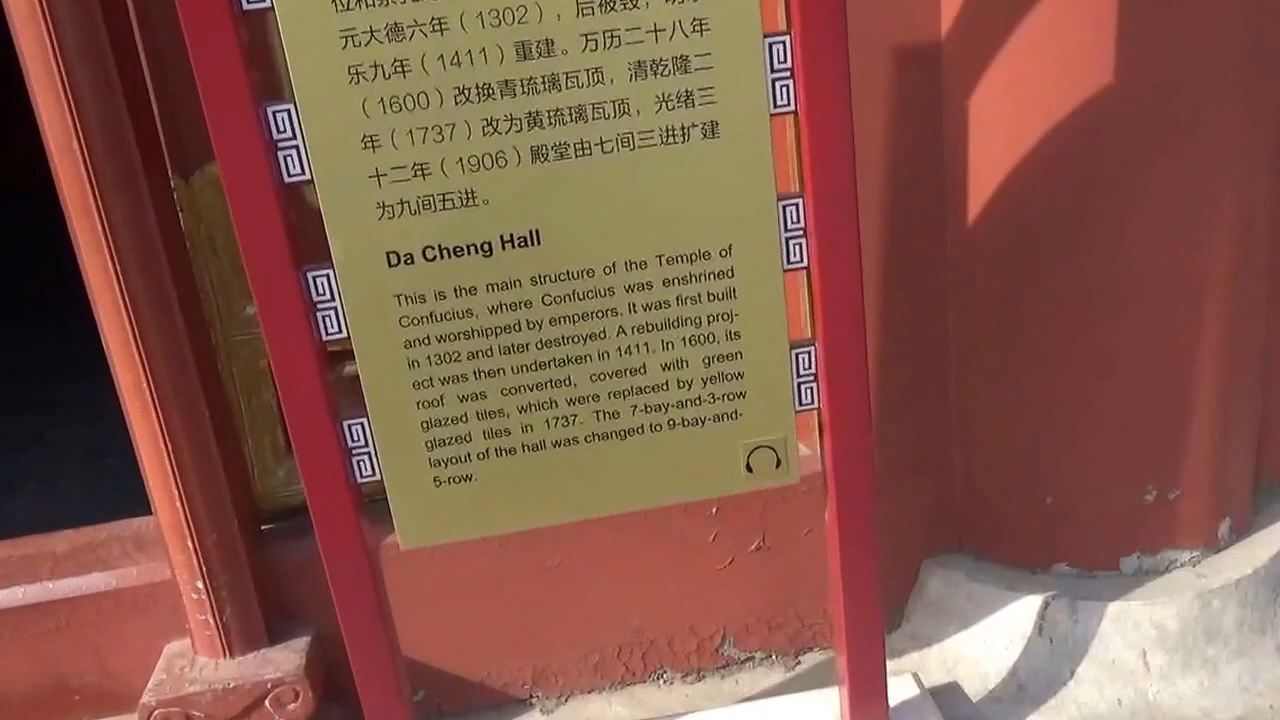 元大德六年（1302），后被毁，明永
乐九年（1411）重建。万历二十八年
（1600）改换青琉璃瓦顶，清乾隆二
年（1737）改为黄琉璃瓦顶，光绪三
十二年（1906）殿堂由七间三进扩建
为九间五进。
Da Cheng Hall
This is the main structure of the Temple of
Confucius, where Confucius was enshrined
and worshipped by emperors. It was first built
in 1302 and later destroyed. A rebuilding proj-
ect was then undertaken in 1411. In 1600, its
roof was converted, covered with green
glazed tiles, which were replaced by yellow
glazed tiles in 1737. The 7-bay-and-3-row
layout of the hall was changed to 9-bay-and-
5-row.